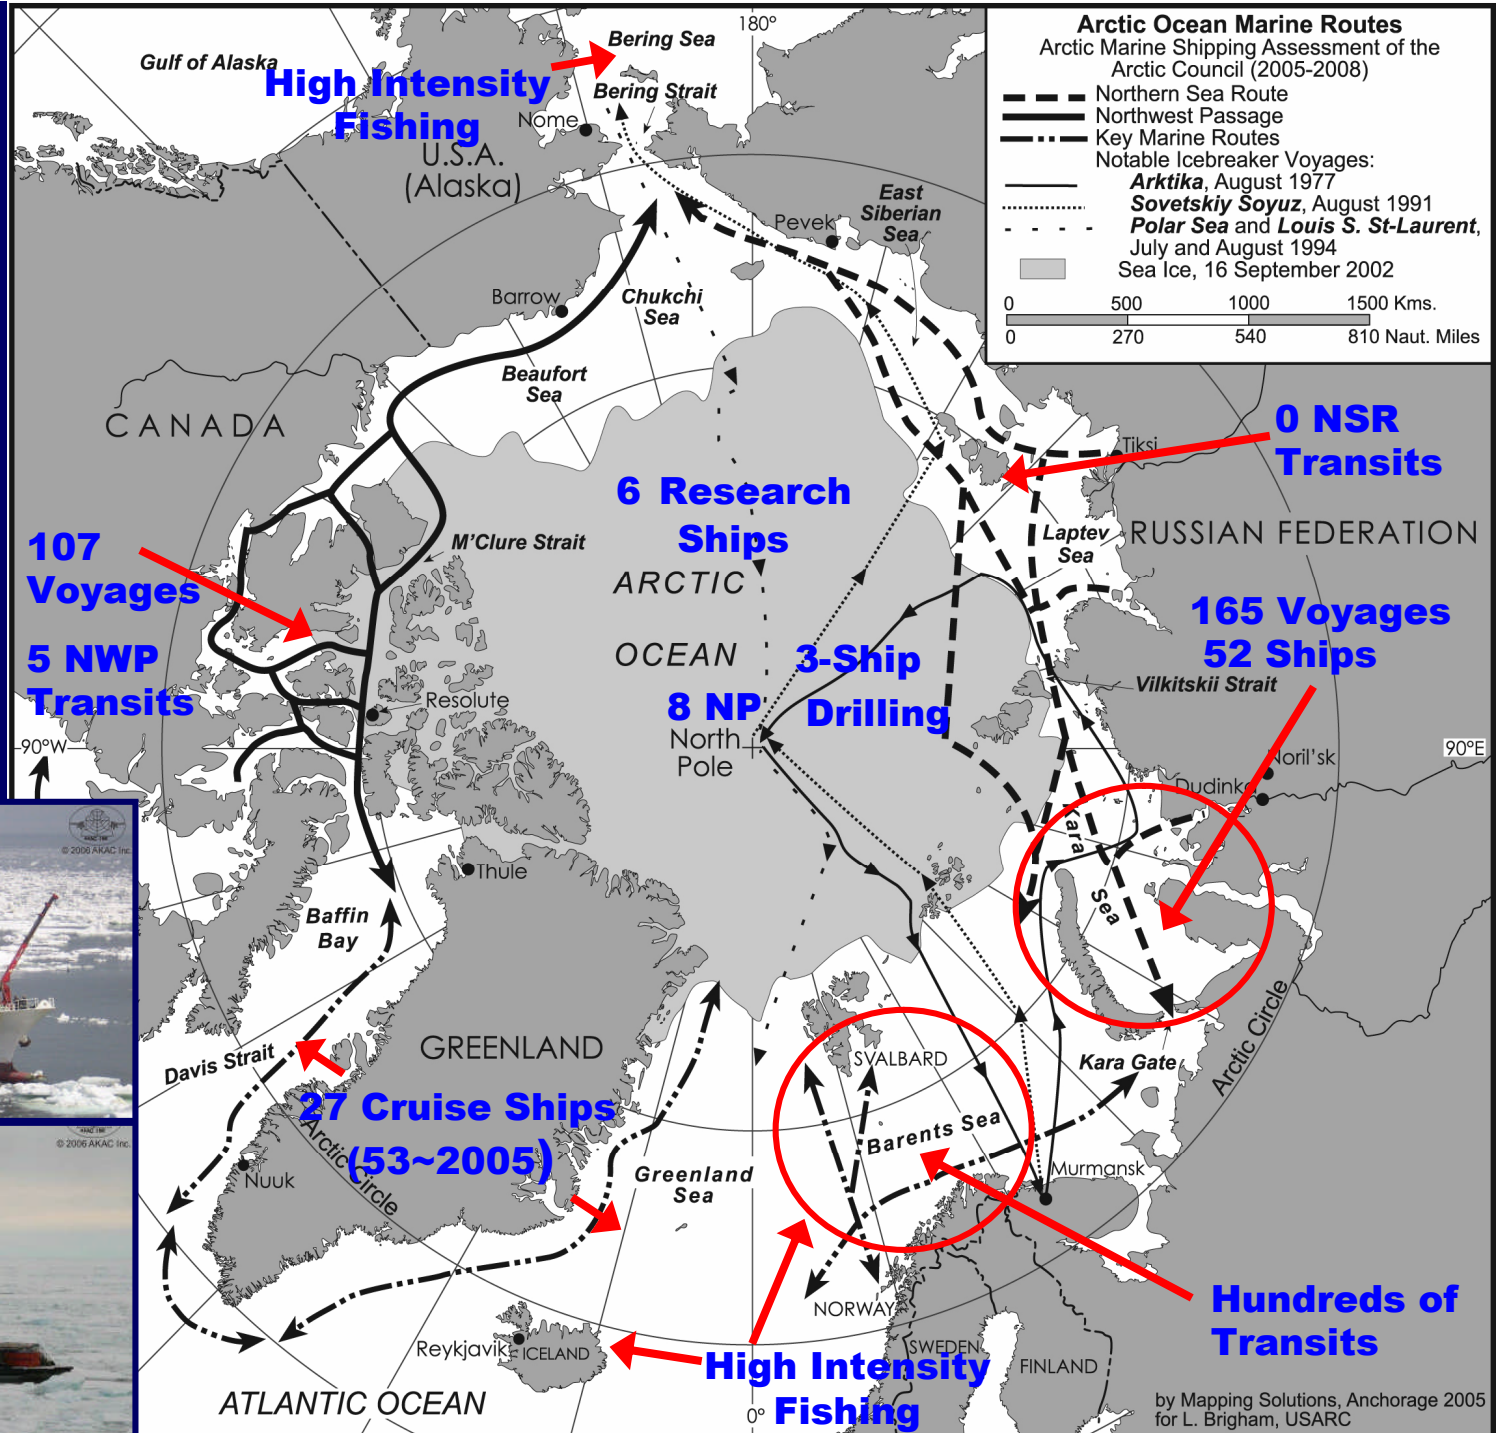 Arctic Ocean Marine Routes
Arctic Marine Shipping Assessment of the
Arctic Council (2005-2008)
Northern Sea Route
Northwest Passage
Key Marine Routes
Notable Icebreaker Voyages:
Arktika, August 1977
Sovetskiy Soyuz, August 1991
Polar Sea and Louis S. St-Laurent,
July and August 1994
Sea Ice, 16 September 2002
0 500 1000 1500 Kms.
0 270 540 810 Naut. Miles
180°
Gulf of Alaska
Bering Sea
High Intensity
Fishing
Bering Strait
Nome
U.S.A.
(Alaska)
East
Siberian
Sea
Pevek
Barrow
Chukchi
Sea
Beaufort
Sea
CANADA
0 NSR
Transits
Tiksi
6 Research
Ships
M'Clure Strait
Laptev
Sea
RUSSIAN FEDERATION
107
Voyages
ARCTIC
OCEAN
165 Voyages
52 Ships
5 NWP
Transits
3-Ship
Drilling
Vilkitskii Strait
Resolute
8 NP
North
Pole
90°W
90°E
Noril'sk
Dudinka
Kara
Sea
Thule
Baffin
Bay
© 2006 AKAC Inc.
Davis Strait
GREENLAND
SVALBARD
Kara Gate
Arctic Circle
27 Cruise Ships
(53~2005)
Arctic Circle
Barents Sea
© 2006 AKAC Inc.
Nuuk
Greenland
Sea
Murmansk
NORWAY
Hundreds of
Transits
Reykjavik
ICELAND
High Intensity
Fishing
SWEDEN
FINLAND
ATLANTIC OCEAN
0°
by Mapping Solutions, Anchorage 2005
for L. Brigham, USARC